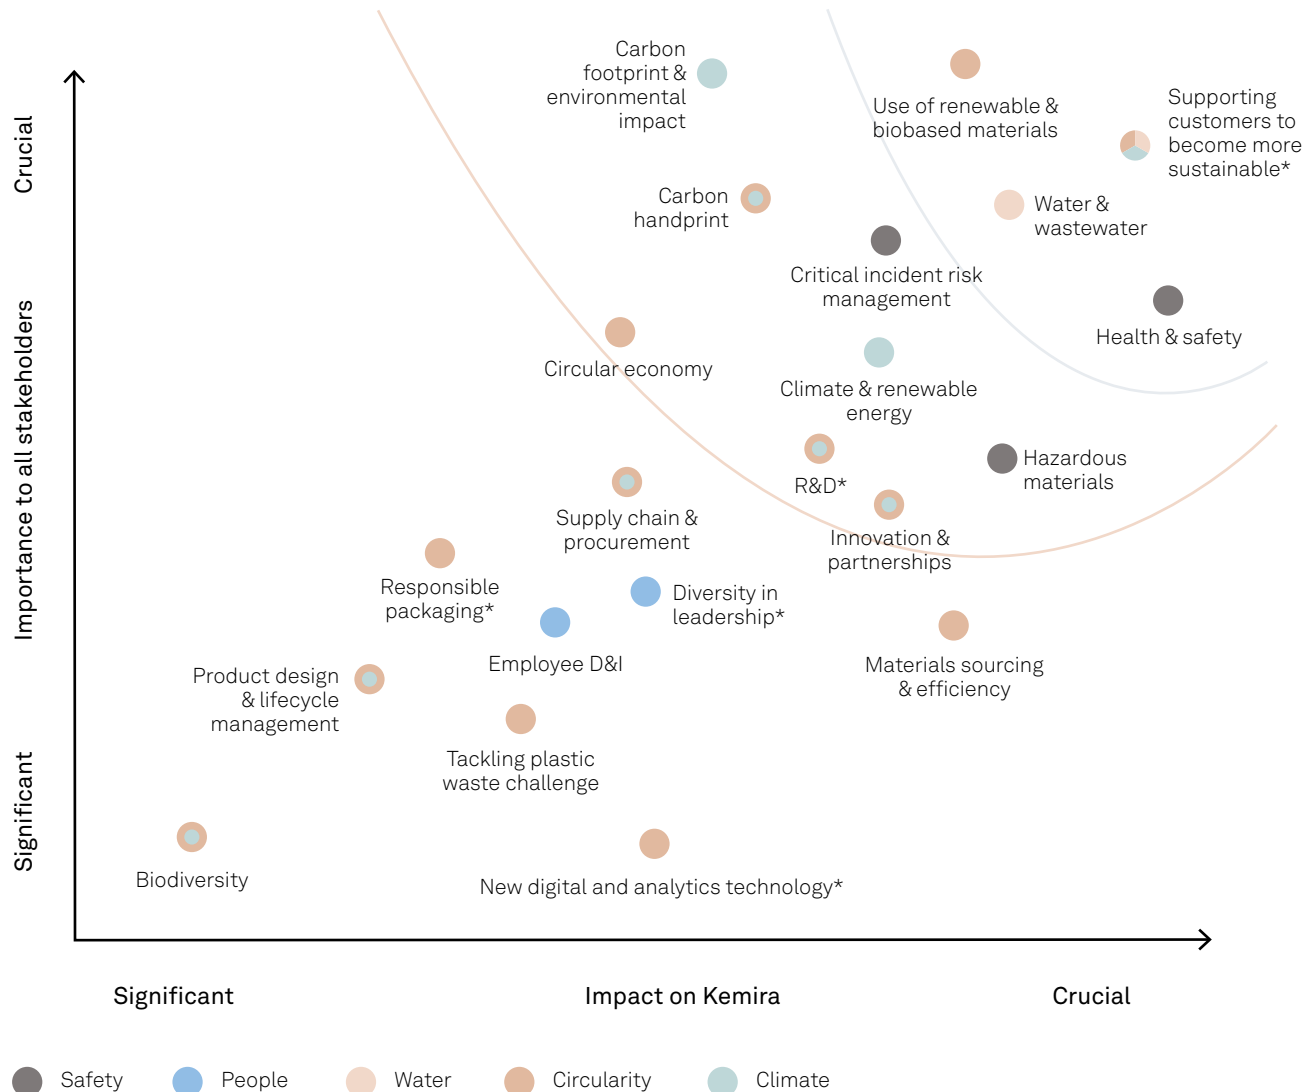 Carbon
footprint &
environmental
impact
Use of renewable &
biobased materials
Supporting
customers to
become more
sustainable*
Carbon
handprint
Water &
wastewater
Critical incident risk
management
Health & safety
Circular economy
Climate & renewable
energy
R&D*
Hazardous
materials
Supply chain &
procurement
Innovation &
partnerships
Responsible
packaging*
Diversity in
leadership*
Employee D&I
Materials sourcing
& efficiency
Product design
& lifecycle
management
Tackling plastic
waste challenge
Biodiversity
New digital and analytics technology*
Crucial
Importance to all stakeholders
Significant
Significant
Impact on Kemira
Crucial
Safety
People
Water
Circularity
Climate